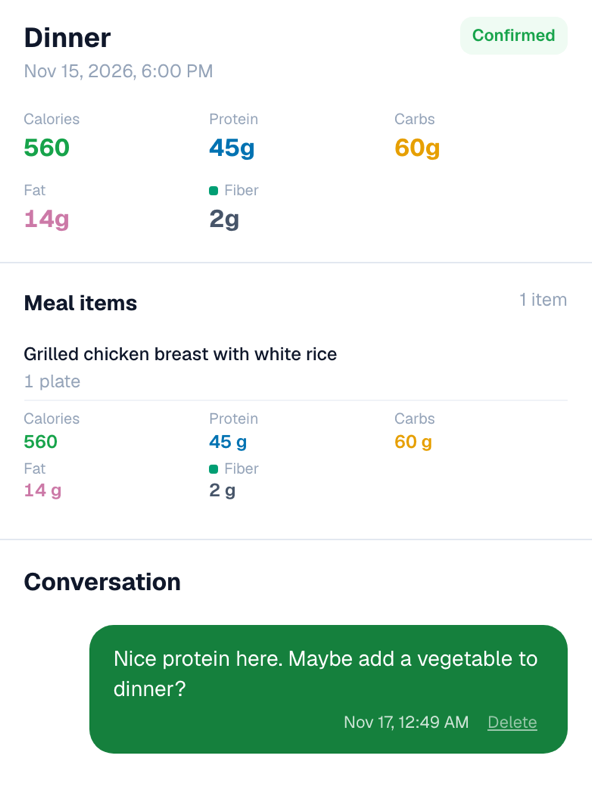 Dinner
Confirmed
Nov 15, 2026, 6:00 PM
Calories Protein Carbs
560 45g 60g
Fat Fiber
14g 2g
Meal items
1 item
Grilled chicken breast with white rice
1 plate
Calories Protein Carbs
560 45 g 60 g
Fat Fiber
14 g 2 g
Conversation
Nice protein here. Maybe add a vegetable to
dinner?
Nov 17, 12:49 AM Delete